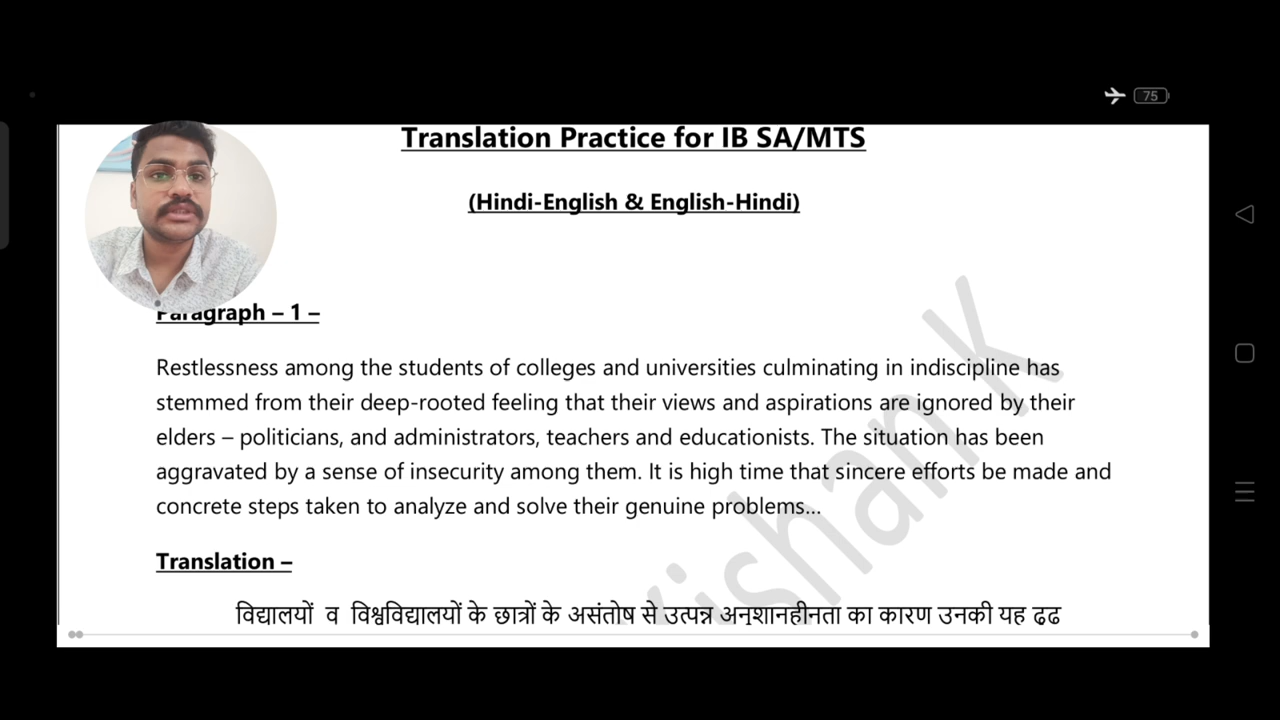 75
Translation Practice for IB SA/MTS
(Hindi-English & English-Hindi)
Paragraph – 1 –
Restlessness among the students of colleges and universities culminating in indiscipline has
stemmed from their deep-rooted feeling that their views and aspirations are ignored by their
elders – politicians, and administrators, teachers and educationists. The situation has been
aggravated by a sense of insecurity among them. It is high time that sincere efforts be made and
concrete steps taken to analyze and solve their genuine problems...
Translation –
विद्यालयों व विश्वविद्यालयों के छात्रों के असंतोष से उत्पन्न का कारण उनकी यह